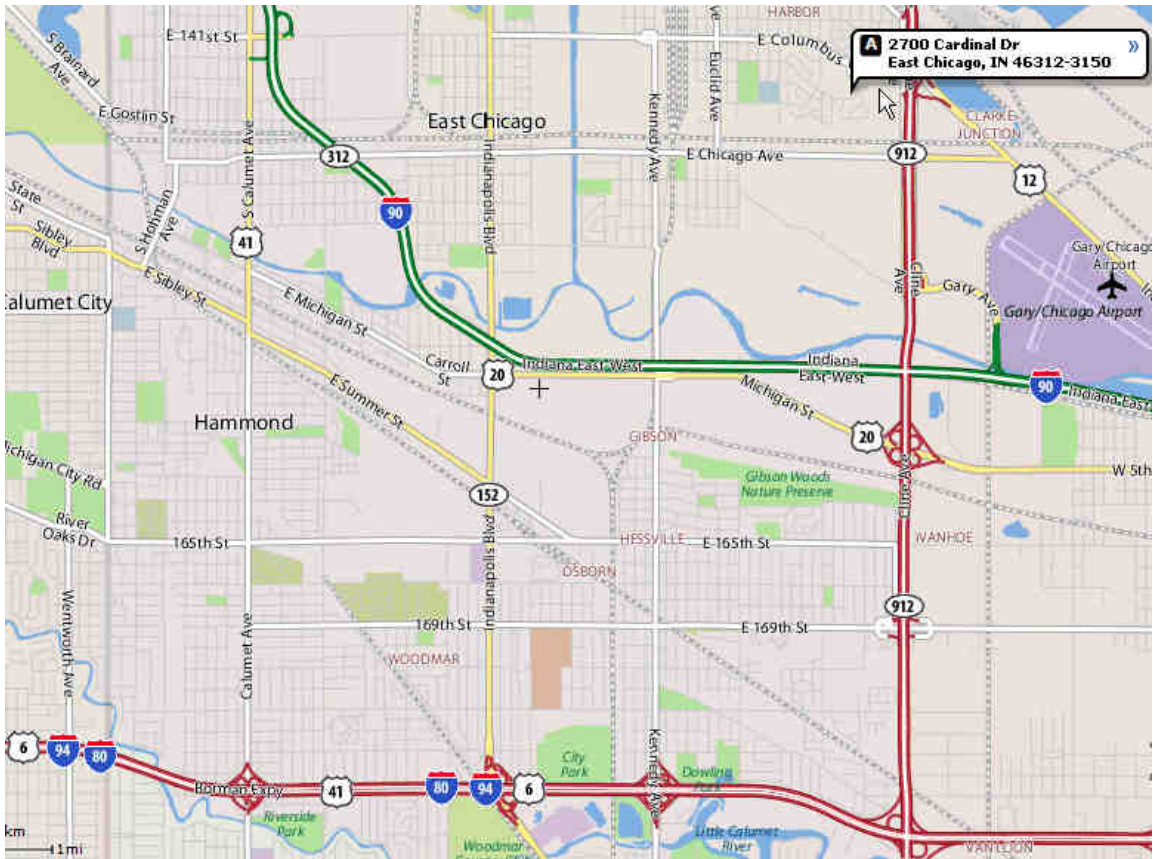 HARBOR
E 141st St
S Brainard
Ave
E Columbus
A 2700 Cardinal Dr »
East Chicago, IN 46312-3150
Euclid Ave
Kennedy Ave
E Gostlin St
S Calumet Ave
East Chicago
Indianapolis Blvd
CLARKE
JUNCTION
312
E Chicago Ave
912
12
90
State
St
Sibley
Blvd
S Hohman
Ave
41
E Sibley St
Gary/Chicago
Airport
Cline
Ave
Gary Ave
Gary/Chicago Airport
Calumet City
E Michigan St
Carroll
St
20
Indiana East West
Indiana
East-West
90
Indiana East
E Summer St
Michigan St
Hammond
20
GIBSON
Michigan City Rd
Gibson Woods
Nature Preserve
W 5th
152
River
Oaks Dr
165th St
Indianapolis Blvd
HESSVILLE
E 165th St
IVANHOE
OSBORN
Wentworth Ave
Calumet Ave
912
169th St
E 169th St
WOODMAR
6
94
80
Borman Expy
41
80
94
6
City
Park
Kennedy Ave
Dowling
Park
Riverside
Park
Woodmar
Little Calumet
River
VAN LOON
km
1mi